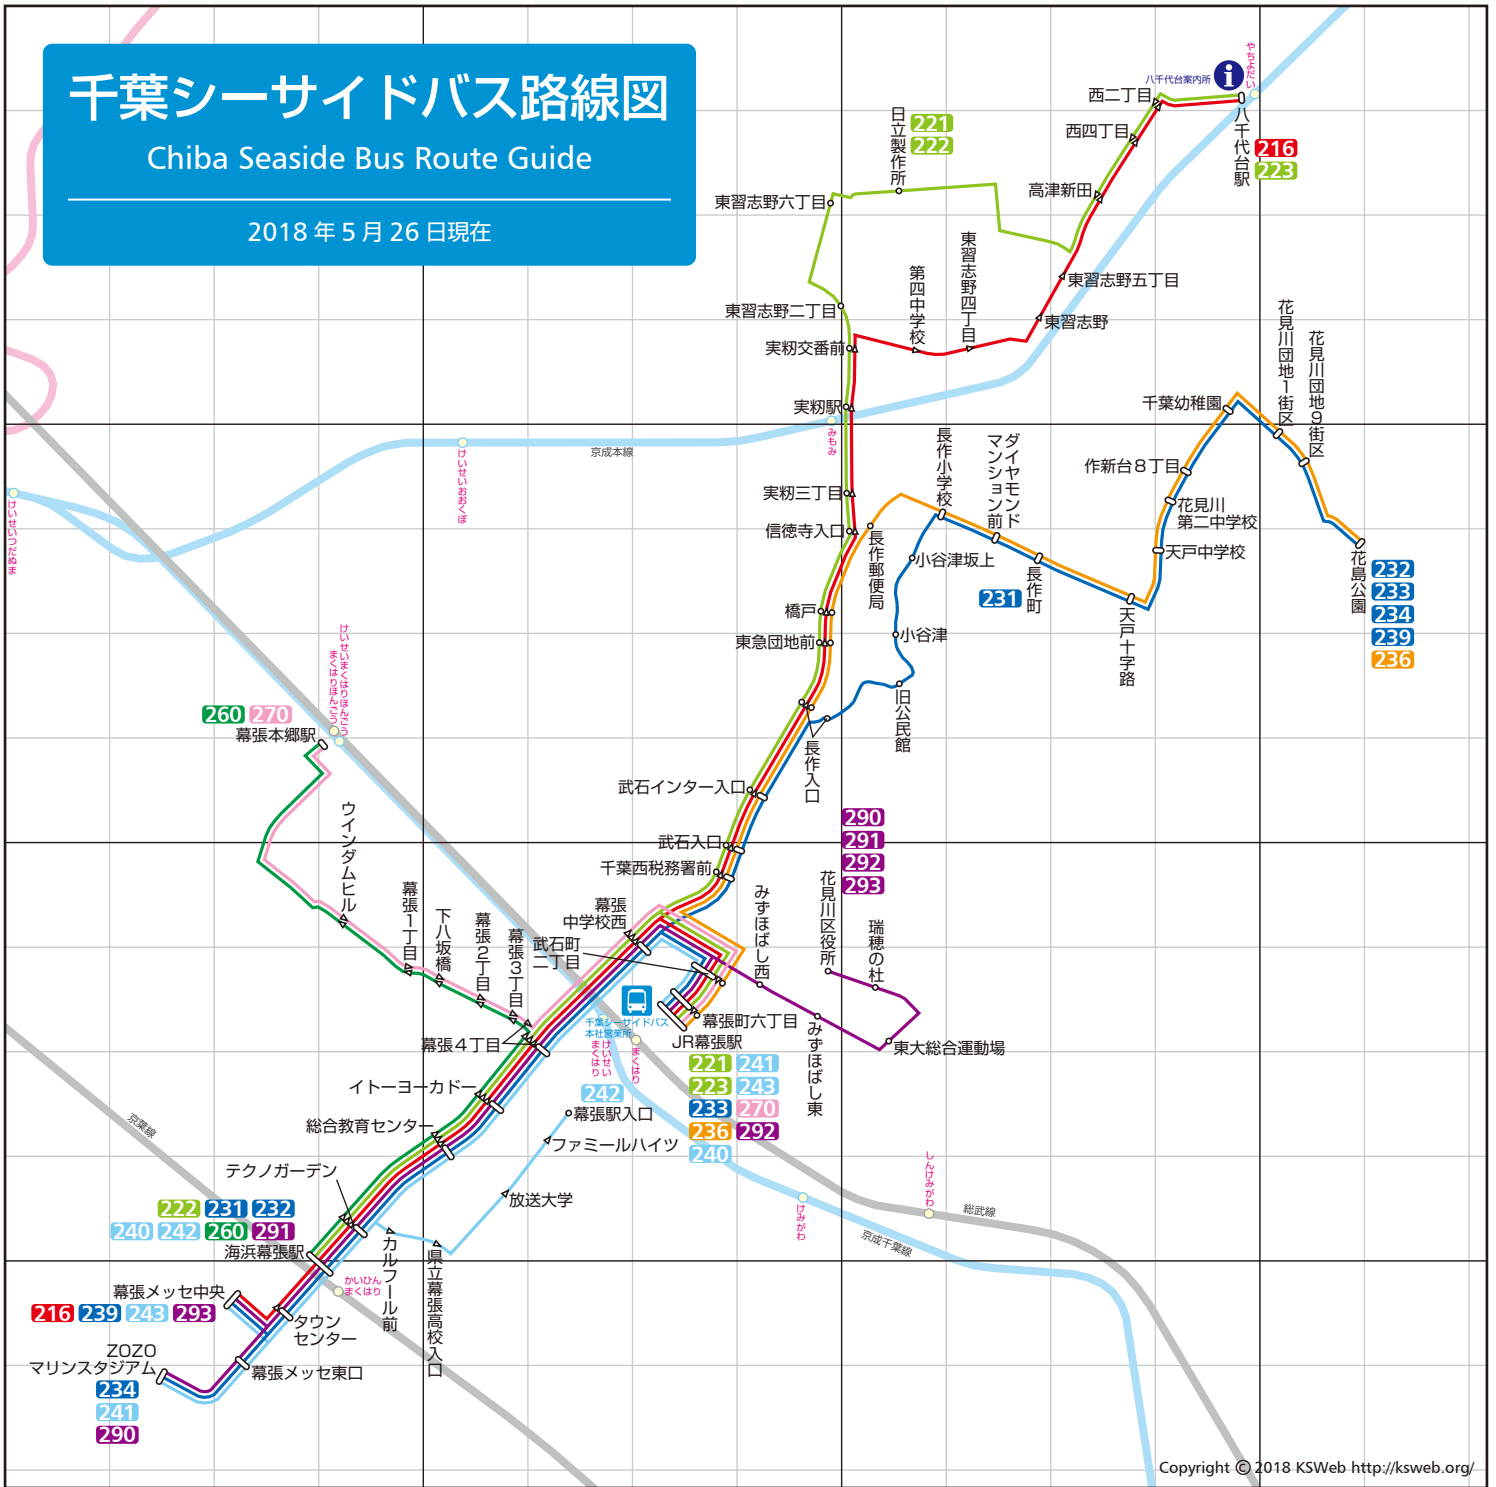 千葉シーサイドバス路線図
Chiba Seaside Bus Route Guide
2018 年 5 月 26 日現在
やちよだい
八千代台案内所
西二丁目
八千代台駅
216
223
西四丁目
高津新田
日立製作所
221
222
東習志野六丁目
東習志野四丁目
第四中学校
東習志野五丁目
東習志野二丁目
東習志野
実籾交番前
実籾駅
みもみ
京成本線
けいせいおおくぼ
けいせいつだぬま
実籾三丁目
信徳寺入口
長作郵便局
長作小学校
ダイヤモンド
マンション前
小谷津坂上
231
長作町
小谷津
旧公民館
天戸十字路
天戸中学校
花見川
第二中学校
作新台８丁目
千葉幼稚園
花見川団地１街区
花見川団地９街区
花島公園
232
233
234
239
236
橋戸
東急団地前
長作入口
けいせいまくはりほんごう
まくはりほんごう
260
270
幕張本郷駅
武石インター入口
武石入口
千葉西税務署前
290
291
292
293
花見川区役所
瑞穂の杜
みずほばし西
みずほばし東
東大総合運動場
ウインダムヒル
幕張１丁目
下八坂橋
幕張２丁目
幕張３丁目
幕張
中学校西
武石町
二丁目
千葉シーサイドバス
本社営業所
けいせい
まくはり
まくはり
幕張町六丁目
JR幕張駅
221 241
223 243
233 270
236 292
240
幕張４丁目
イトーヨーカドー
242
幕張駅入口
総合教育センター
ファミールハイツ
テクノガーデン
放送大学
京葉線
しんけみがわ
総武線
けみがわ
京成千葉線
222 231 232
240 242 260 291
海浜幕張駅
かいひん
まくはり
カルフール前
県立幕張高校入口
幕張メッセ中央
216 239 243 293
タウン
センター
ZOZO
マリンスタジアム
幕張メッセ東口
234
241
290
Copyright © 2018 KSWeb http://ksweb.org/